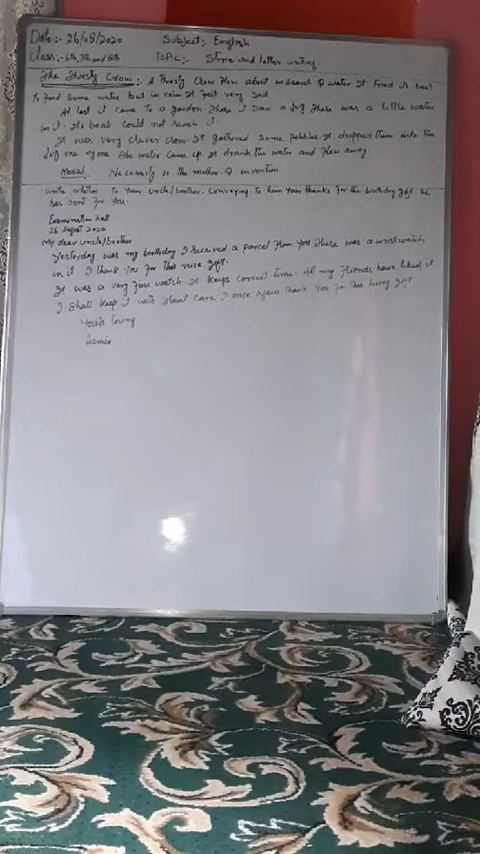 Date:- 26/08/2020 Subject:- English
Class:- 6th, 7th and 8th Topic:- Storie and letter writing.
The Thirsty Crow:- A Thirsty Crow flew about in search of water It tried its best
To find some water but in vain It felt very sad
At last it came to a garden. There it saw a Jug There was a little water
in it. Its beak could not reach it.
It was very clever crow. It gathered some pebbles. It dropped them into the
Jug one by one The water came up. It drank the water and flew away.
Moral:- Necessity is the mother of invention
write a letter to your uncle/brother. Conveying to him your thanks for the birthday gift he
has sent for you.
Examination hall
26 August 2020
My dear uncle/brother
Yesterday was my birthday I received a parcel from you There was a wrist watch
in it I thank you for this nice gift.
It was a very fine watch. It keeps correct time. All my friends have liked it
I shall keep it with great care I once again thank you for this loving gift.
Yours loving